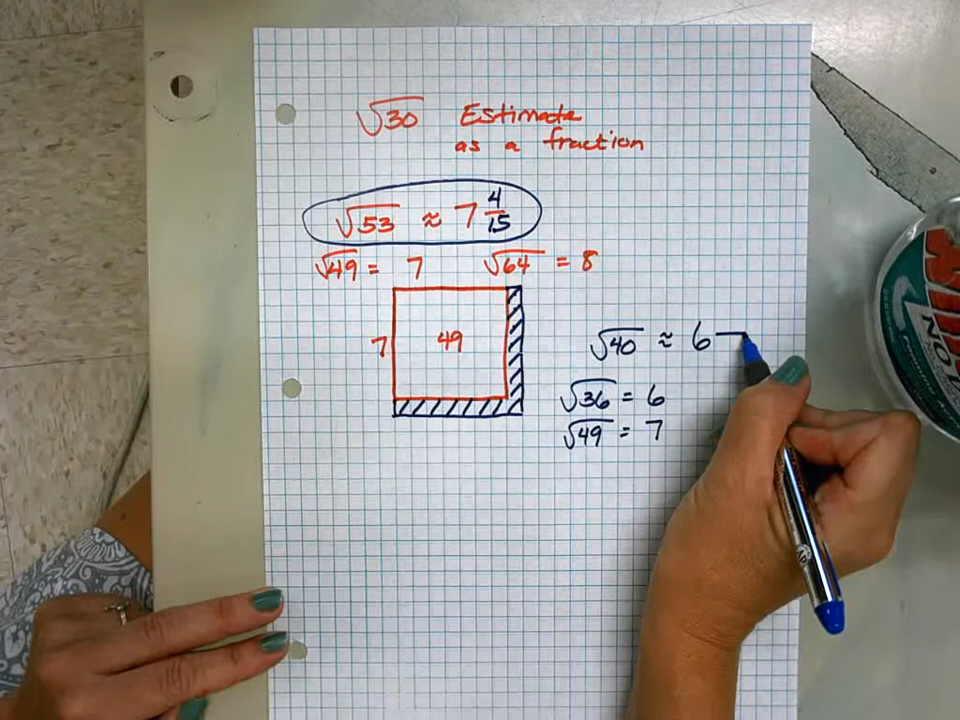 √30 Estimate
as a fraction
√53 ≈ 7 4/15
√49 = 7 √64 = 8
7 49
√40 ≈ 6
√36 = 6
√49 = 7